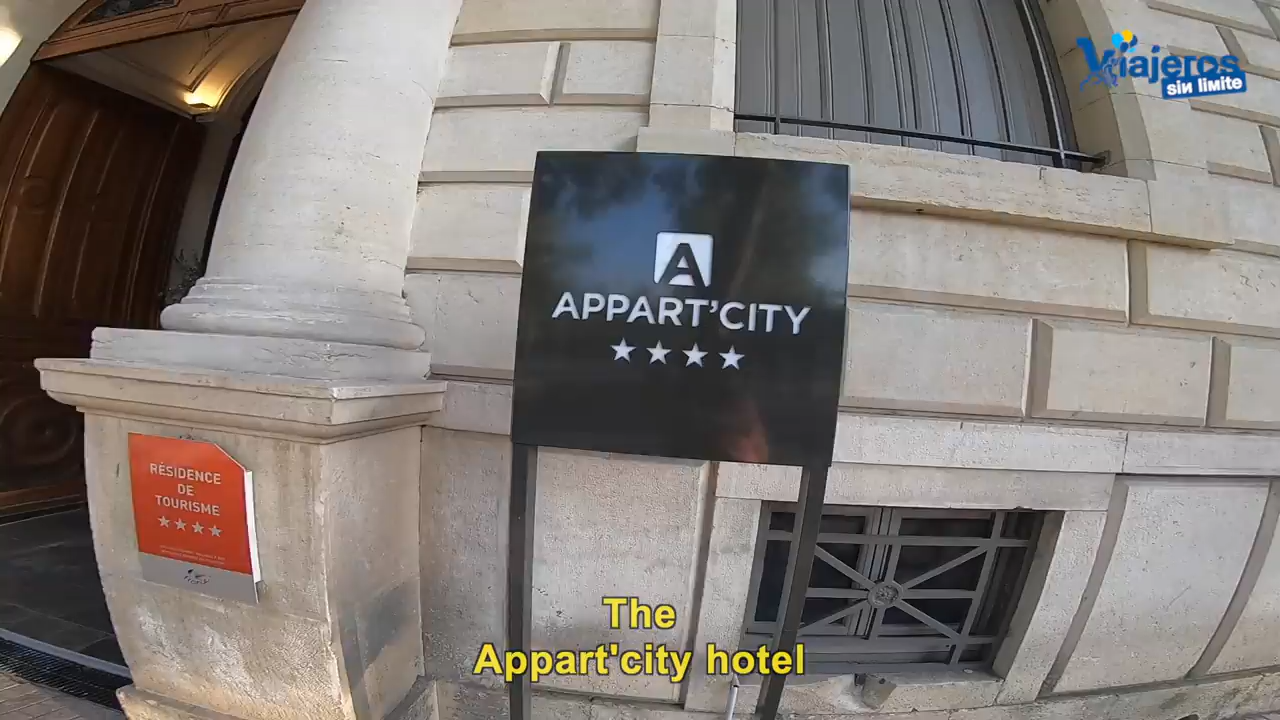 Viajeros
sin limite
A
APPART'CITY
★★★★
RÉSIDENCE
DE
TOURISME
★★★★
The
Appart'city hotel